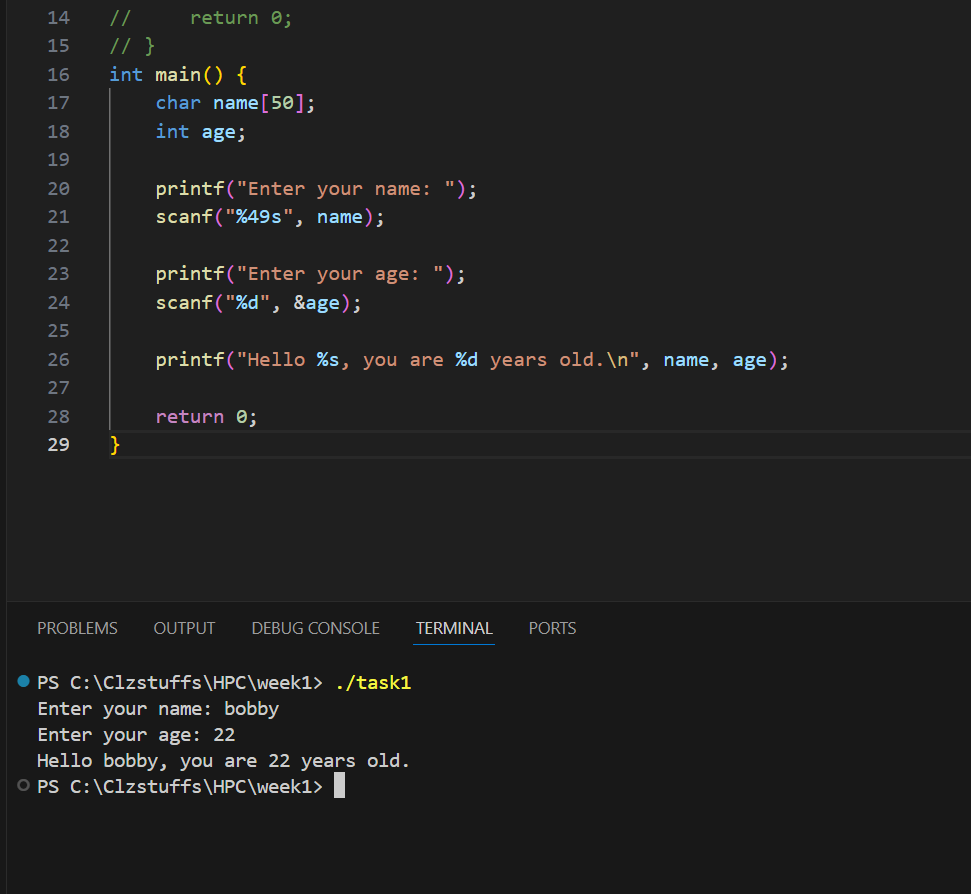 14 //     return 0;
15 // }
16 int main() {
17     char name[50];
18     int age;
19
20     printf("Enter your name: ");
21     scanf("%49s", name);
22
23     printf("Enter your age: ");
24     scanf("%d", &age);
25
26     printf("Hello %s, you are %d years old.\n", name, age);
27
28     return 0;
29 }
PROBLEMS OUTPUT DEBUG CONSOLE TERMINAL PORTS
PS C:\Clzstuffs\HPC\week1> ./task1
Enter your name: bobby
Enter your age: 22
Hello bobby, you are 22 years old.
PS C:\Clzstuffs\HPC\week1>